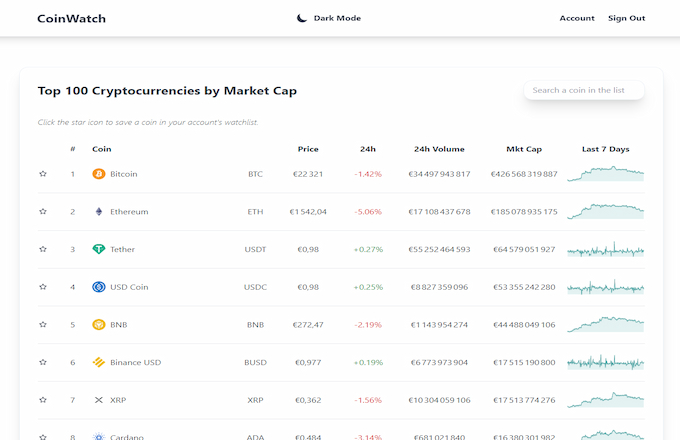 CoinWatch Dark Mode Account Sign Out
Top 100 Cryptocurrencies by Market Cap Search a coin in the list
Click the star icon to save a coin in your account's watchlist.
# Coin Price 24h 24h Volume Mkt Cap Last 7 Days
1 Bitcoin BTC €22 321 -1.42% €34 497 943 817 €426 568 319 887
2 Ethereum ETH €1 542,04 -5.06% €17 108 437 678 €185 078 935 175
3 Tether USDT €0,98 +0.27% €55 252 464 593 €64 579 051 927
4 USD Coin USDC €0,98 +0.25% €8 827 359 096 €53 355 242 280
5 BNB BNB €272,47 -2.19% €1 143 954 274 €44 488 049 106
6 Binance USD BUSD €0,977 +0.19% €6 773 973 904 €17 515 190 800
7 XRP XRP €0,362 -1.56% €10 304 059 106 €17 513 774 276
8 Cardano ADA €0,484 -3.14% €681 021 840 €16 380 301 982